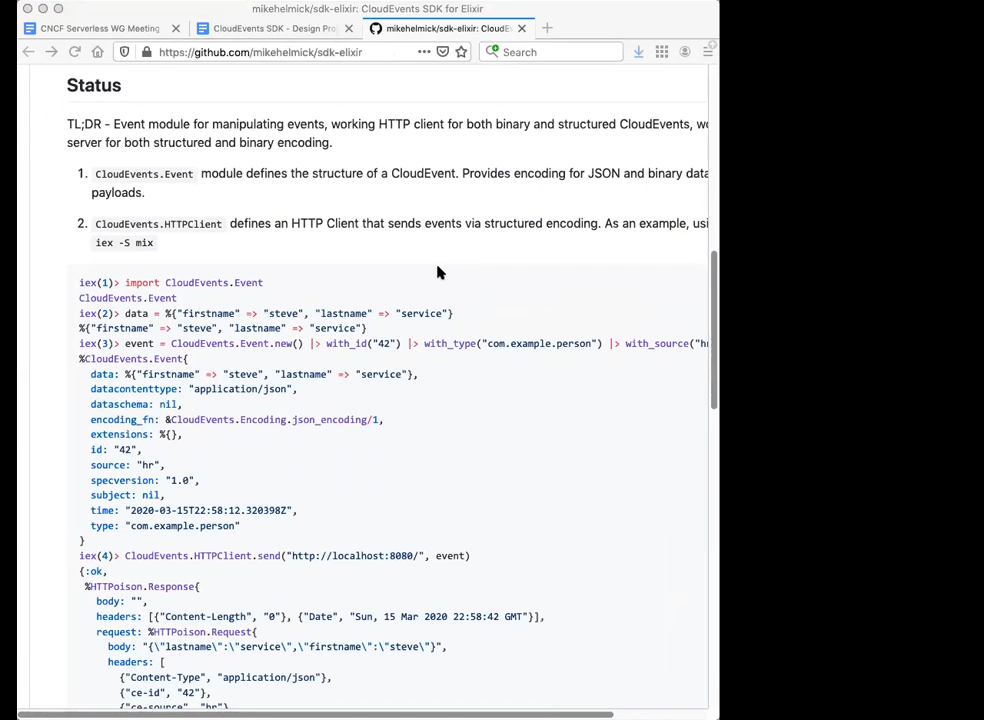 mikehelmick/sdk-elixir: CloudEvents SDK for Elixir
CNCF Serverless WG Meeting
CloudEvents SDK - Design Pro
mikehelmick/sdk-elixir: CloudEv
https://github.com/mikehelmick/sdk-elixir
Search
Status
TL;DR - Event module for manipulating events, working HTTP client for both binary and structured CloudEvents, wo
server for both structured and binary encoding.
1. CloudEvents.Event module defines the structure of a CloudEvent. Provides encoding for JSON and binary data
payloads.
2. CloudEvents.HTTPClient defines an HTTP Client that sends events via structured encoding. As an example, usi
iex -S mix
iex(1)> import CloudEvents.Event
CloudEvents.Event
iex(2)> data = %{"firstname" => "steve", "lastname" => "service"}
%{"firstname" => "steve", "lastname" => "service"}
iex(3)> event = CloudEvents.Event.new() |> with_id("42") |> with_type("com.example.person") |> with_source("hr
%CloudEvents.Event{
data: %{"firstname" => "steve", "lastname" => "service"},
datacontenttype: "application/json",
dataschema: nil,
encoding_fn: &CloudEvents.Encoding.json_encoding/1,
extensions: %{},
id: "42",
source: "hr",
specversion: "1.0",
subject: nil,
time: "2020-03-15T22:58:12.320398Z",
type: "com.example.person"
}
iex(4)> CloudEvents.HTTPClient.send("http://localhost:8080/", event)
{:ok,
%HTTPoison.Response{
body: "",
headers: [{"Content-Length", "0"}, {"Date", "Sun, 15 Mar 2020 22:58:42 GMT"}],
request: %HTTPoison.Request{
body: "{\"lastname\":\"service\",\"firstname\":\"steve\"}",
headers: [
{"Content-Type", "application/json"},
{"ce-id", "42"},
{"ce-source", "hr"},